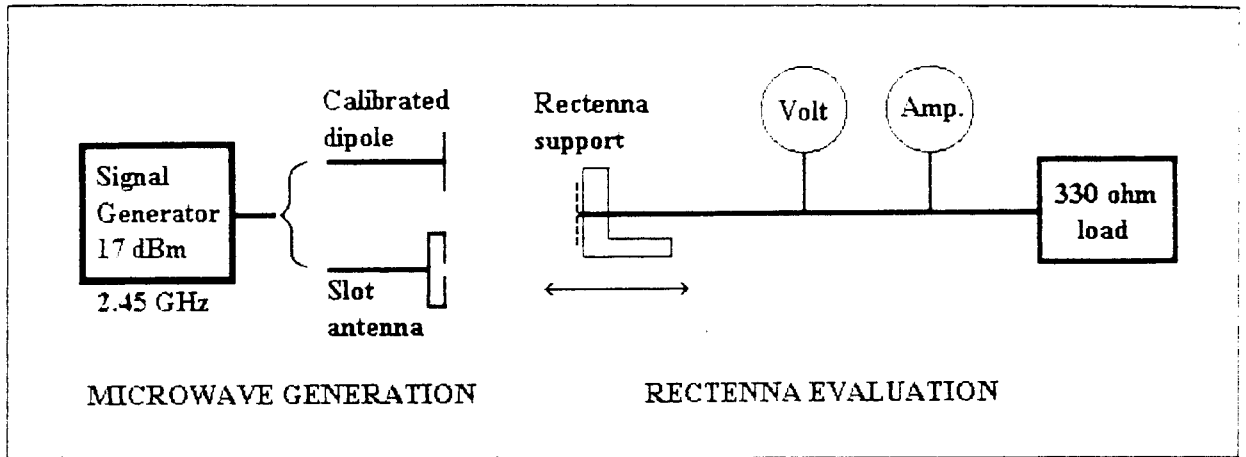 Calibrated
dipole
Signal
Generator
17 dBm
2.45 GHz
Slot
antenna
MICROWAVE GENERATION
Rectenna
support
Volt
Amp.
330 ohm
load
RECTENNA EVALUATION